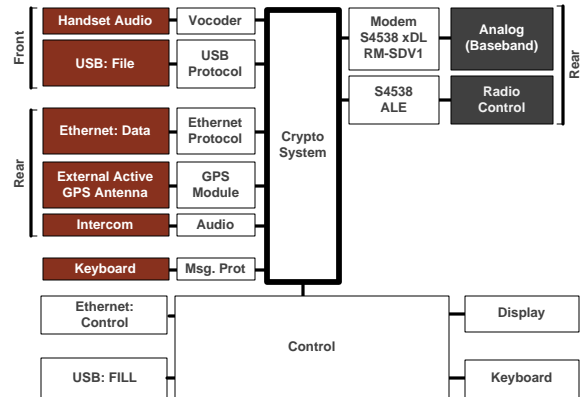 Front
Handset Audio
Vocoder
USB: File
USB
Protocol
Rear
Ethernet: Data
Ethernet
Protocol
External Active
GPS Antenna
GPS
Module
Intercom
Audio
Keyboard
Msg. Prot
Crypto
System
Modem
S4538 xDL
RM-SDV1
Analog
(Baseband)
S4538
ALE
Radio
Control
Rear
Ethernet:
Control
USB: FILL
Control
Display
Keyboard